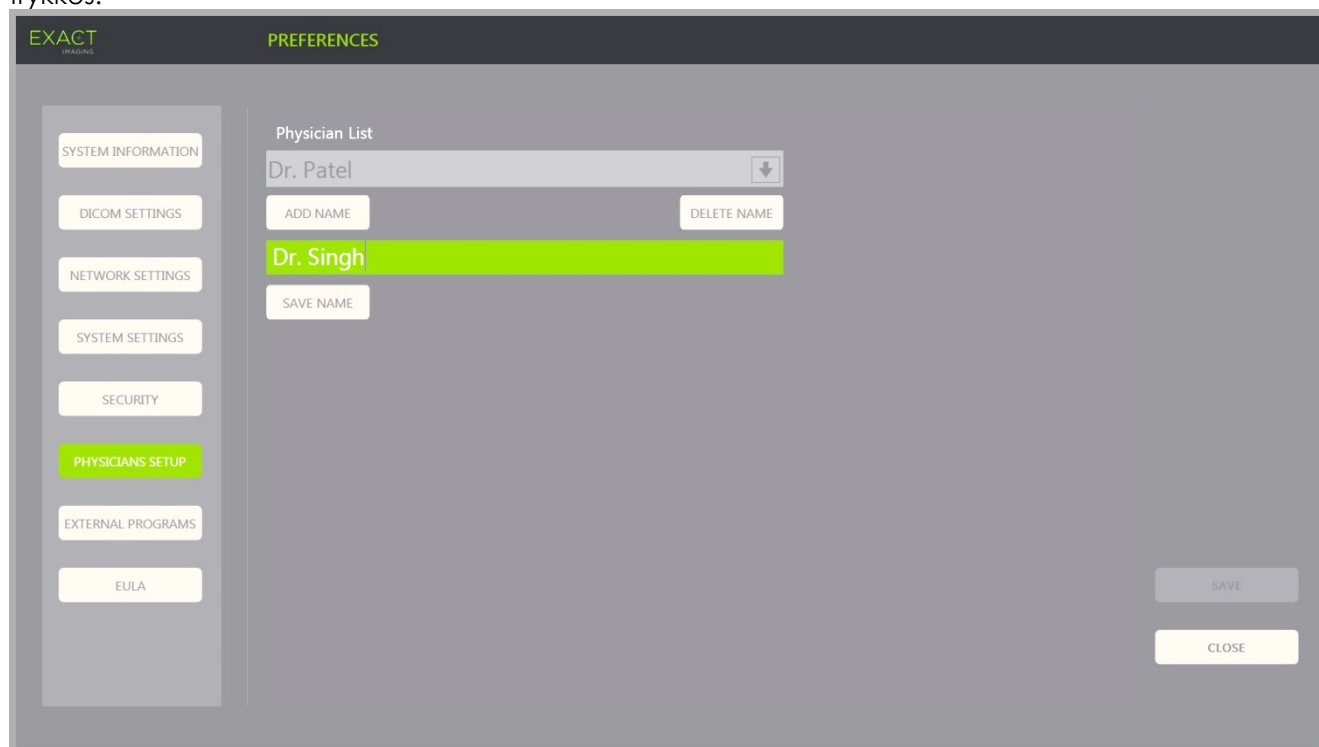 trykkes.
EXACT PREFERENCES
IMAGING
Physician List
SYSTEM INFORMATION
Dr. Patel
DICOM SETTINGS
ADD NAME DELETE NAME
Dr. Singh
NETWORK SETTINGS
SAVE NAME
SYSTEM SETTINGS
SECURITY
PHYSICIANS SETUP
EXTERNAL PROGRAMS
EULA
SAVE
CLOSE